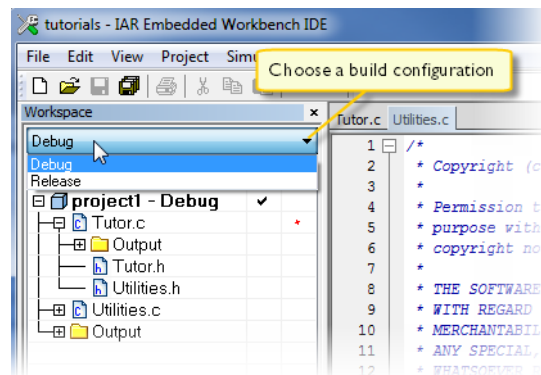 tutorials - IAR Embedded Workbench IDE
File Edit View Project
Choose a build configuration
Workspace
Debug
Debug
Release
project1 - Debug
Tutor.c
Output
Tutor.h
Utilities.h
Utilities.c
Output
Tutor.c Utilities.c
1 /*
2 * Copyright
3 *
4 * Permission
5 * purpose with
6 * copyright
7 *
8 * THE SOFTWARE
9 * WITH REGARD
10 *
11 * ANY SPECIAL,
12 * WHATSOEVER